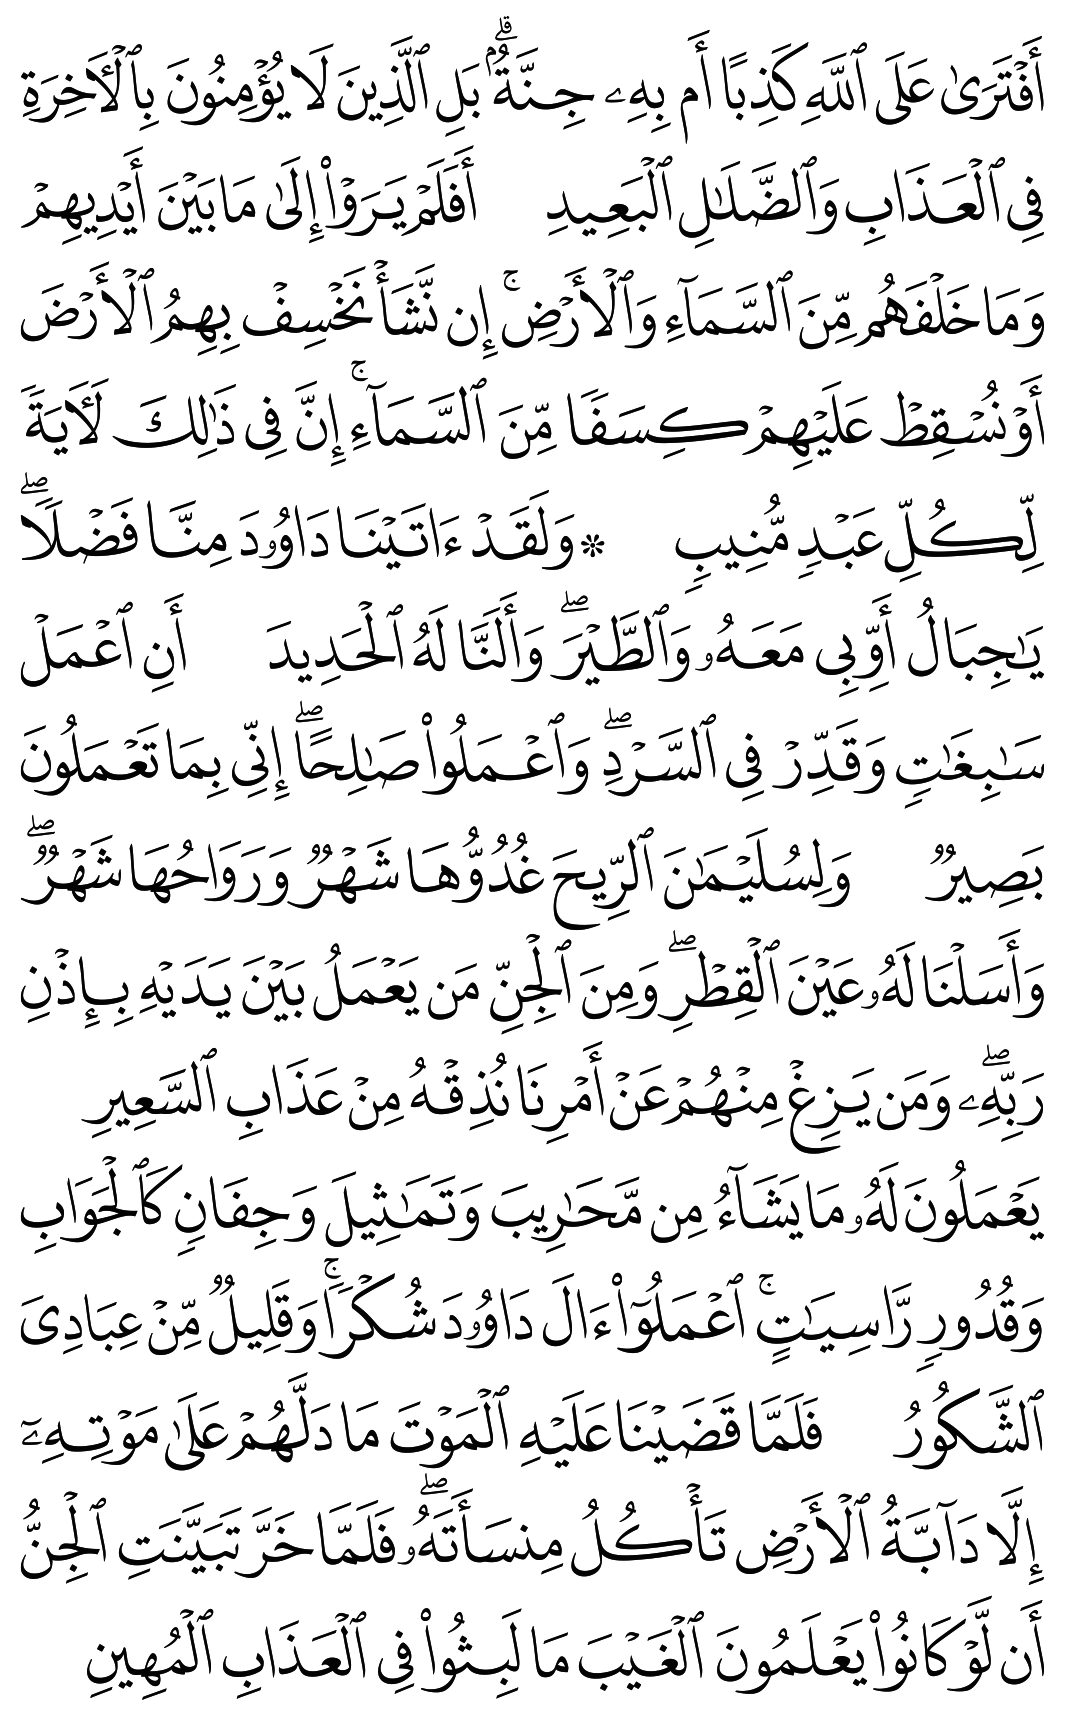 أَفۡتَرَىٰ عَلَى ٱللَّهِ كَذِبًا أَم بِهِۦ جِنَّةُۢۗ بَلِ ٱلَّذِينَ لَا يُؤۡمِنُونَ بِٱلۡأٓخِرَةِ
فِي ٱلۡعَذَابِ وَٱلضَّلَٰلِ ٱلۡبَعِيدِ أَفَلَمۡ يَرَوۡاْ إِلَىٰ مَا بَيۡنَ أَيۡدِيهِمۡ
وَمَا خَلۡفَهُم مِّنَ ٱلسَّمَآءِ وَٱلۡأَرۡضِۚ إِن نَّشَأۡ نَخۡسِفۡ بِهِمُ ٱلۡأَرۡضَ
أَوۡ نُسۡقِطۡ عَلَيۡهِمۡ كِسَفٗا مِّنَ ٱلسَّمَآءِۚ إِنَّ فِي ذَٰلِكَ لَأٓيَةٗ
لِّكُلِّ عَبۡدٖ مُّنِيبٖ ۞ وَلَقَدۡ ءَاتَيۡنَا دَاوُۥدَ مِنَّا فَضۡلٗاۖ
يَٰجِبَالُ أَوِّبِي مَعَهُۥ وَٱلطَّيۡرَۖ وَأَلَنَّا لَهُ ٱلۡحَدِيدَ أَنِ ٱعۡمَلۡ
سَٰبِغَٰتٖ وَقَدِّرۡ فِي ٱلسَّرۡدِۖ وَٱعۡمَلُواْ صَٰلِحًاۖ إِنِّي بِمَا تَعۡمَلُونَ
بَصِيرٞ وَلِسُلَيۡمَٰنَ ٱلرِّيحَ غُدُوُّهَا شَهۡرٞ وَرَوَاحُهَا شَهۡرٞۖ
وَأَسَلۡنَا لَهُۥ عَيۡنَ ٱلۡقِطۡرِۖ وَمِنَ ٱلۡجِنِّ مَن يَعۡمَلُ بَيۡنَ يَدَيۡهِ بِإِذۡنِ
رَبِّهِۦۖ وَمَن يَزِغۡ مِنۡهُمۡ عَنۡ أَمۡرِنَا نُذِقۡهُ مِنۡ عَذَابِ ٱلسَّعِيرِ
يَعۡمَلُونَ لَهُۥ مَا يَشَآءُ مِن مَّحَٰرِيبَ وَتَمَٰثِيلَ وَجِفَانٖ كَٱلۡجَوَابِ
وَقُدُورٖ رَّاسِيَٰتٍۚ ٱعۡمَلُوٓاْ ءَالَ دَاوُۥدَ شُكۡرٗاۚ وَقَلِيلٞ مِّنۡ عِبَادِيَ
ٱلشَّكُورُ فَلَمَّا قَضَيۡنَا عَلَيۡهِ ٱلۡمَوۡتَ مَا دَلَّهُمۡ عَلَىٰ مَوۡتِهِۦٓ
إِلَّا دَآبَّةُ ٱلۡأَرۡضِ تَأۡكُلُ مِنسَأَتَهُۥۖ فَلَمَّا خَرَّ تَبَيَّنَتِ ٱلۡجِنُّ
أَن لَّوۡ كَانُواْ يَعۡلَمُونَ ٱلۡغَيۡبَ مَا لَبِثُواْ فِي ٱلۡعَذَابِ ٱلۡمُهِينِ